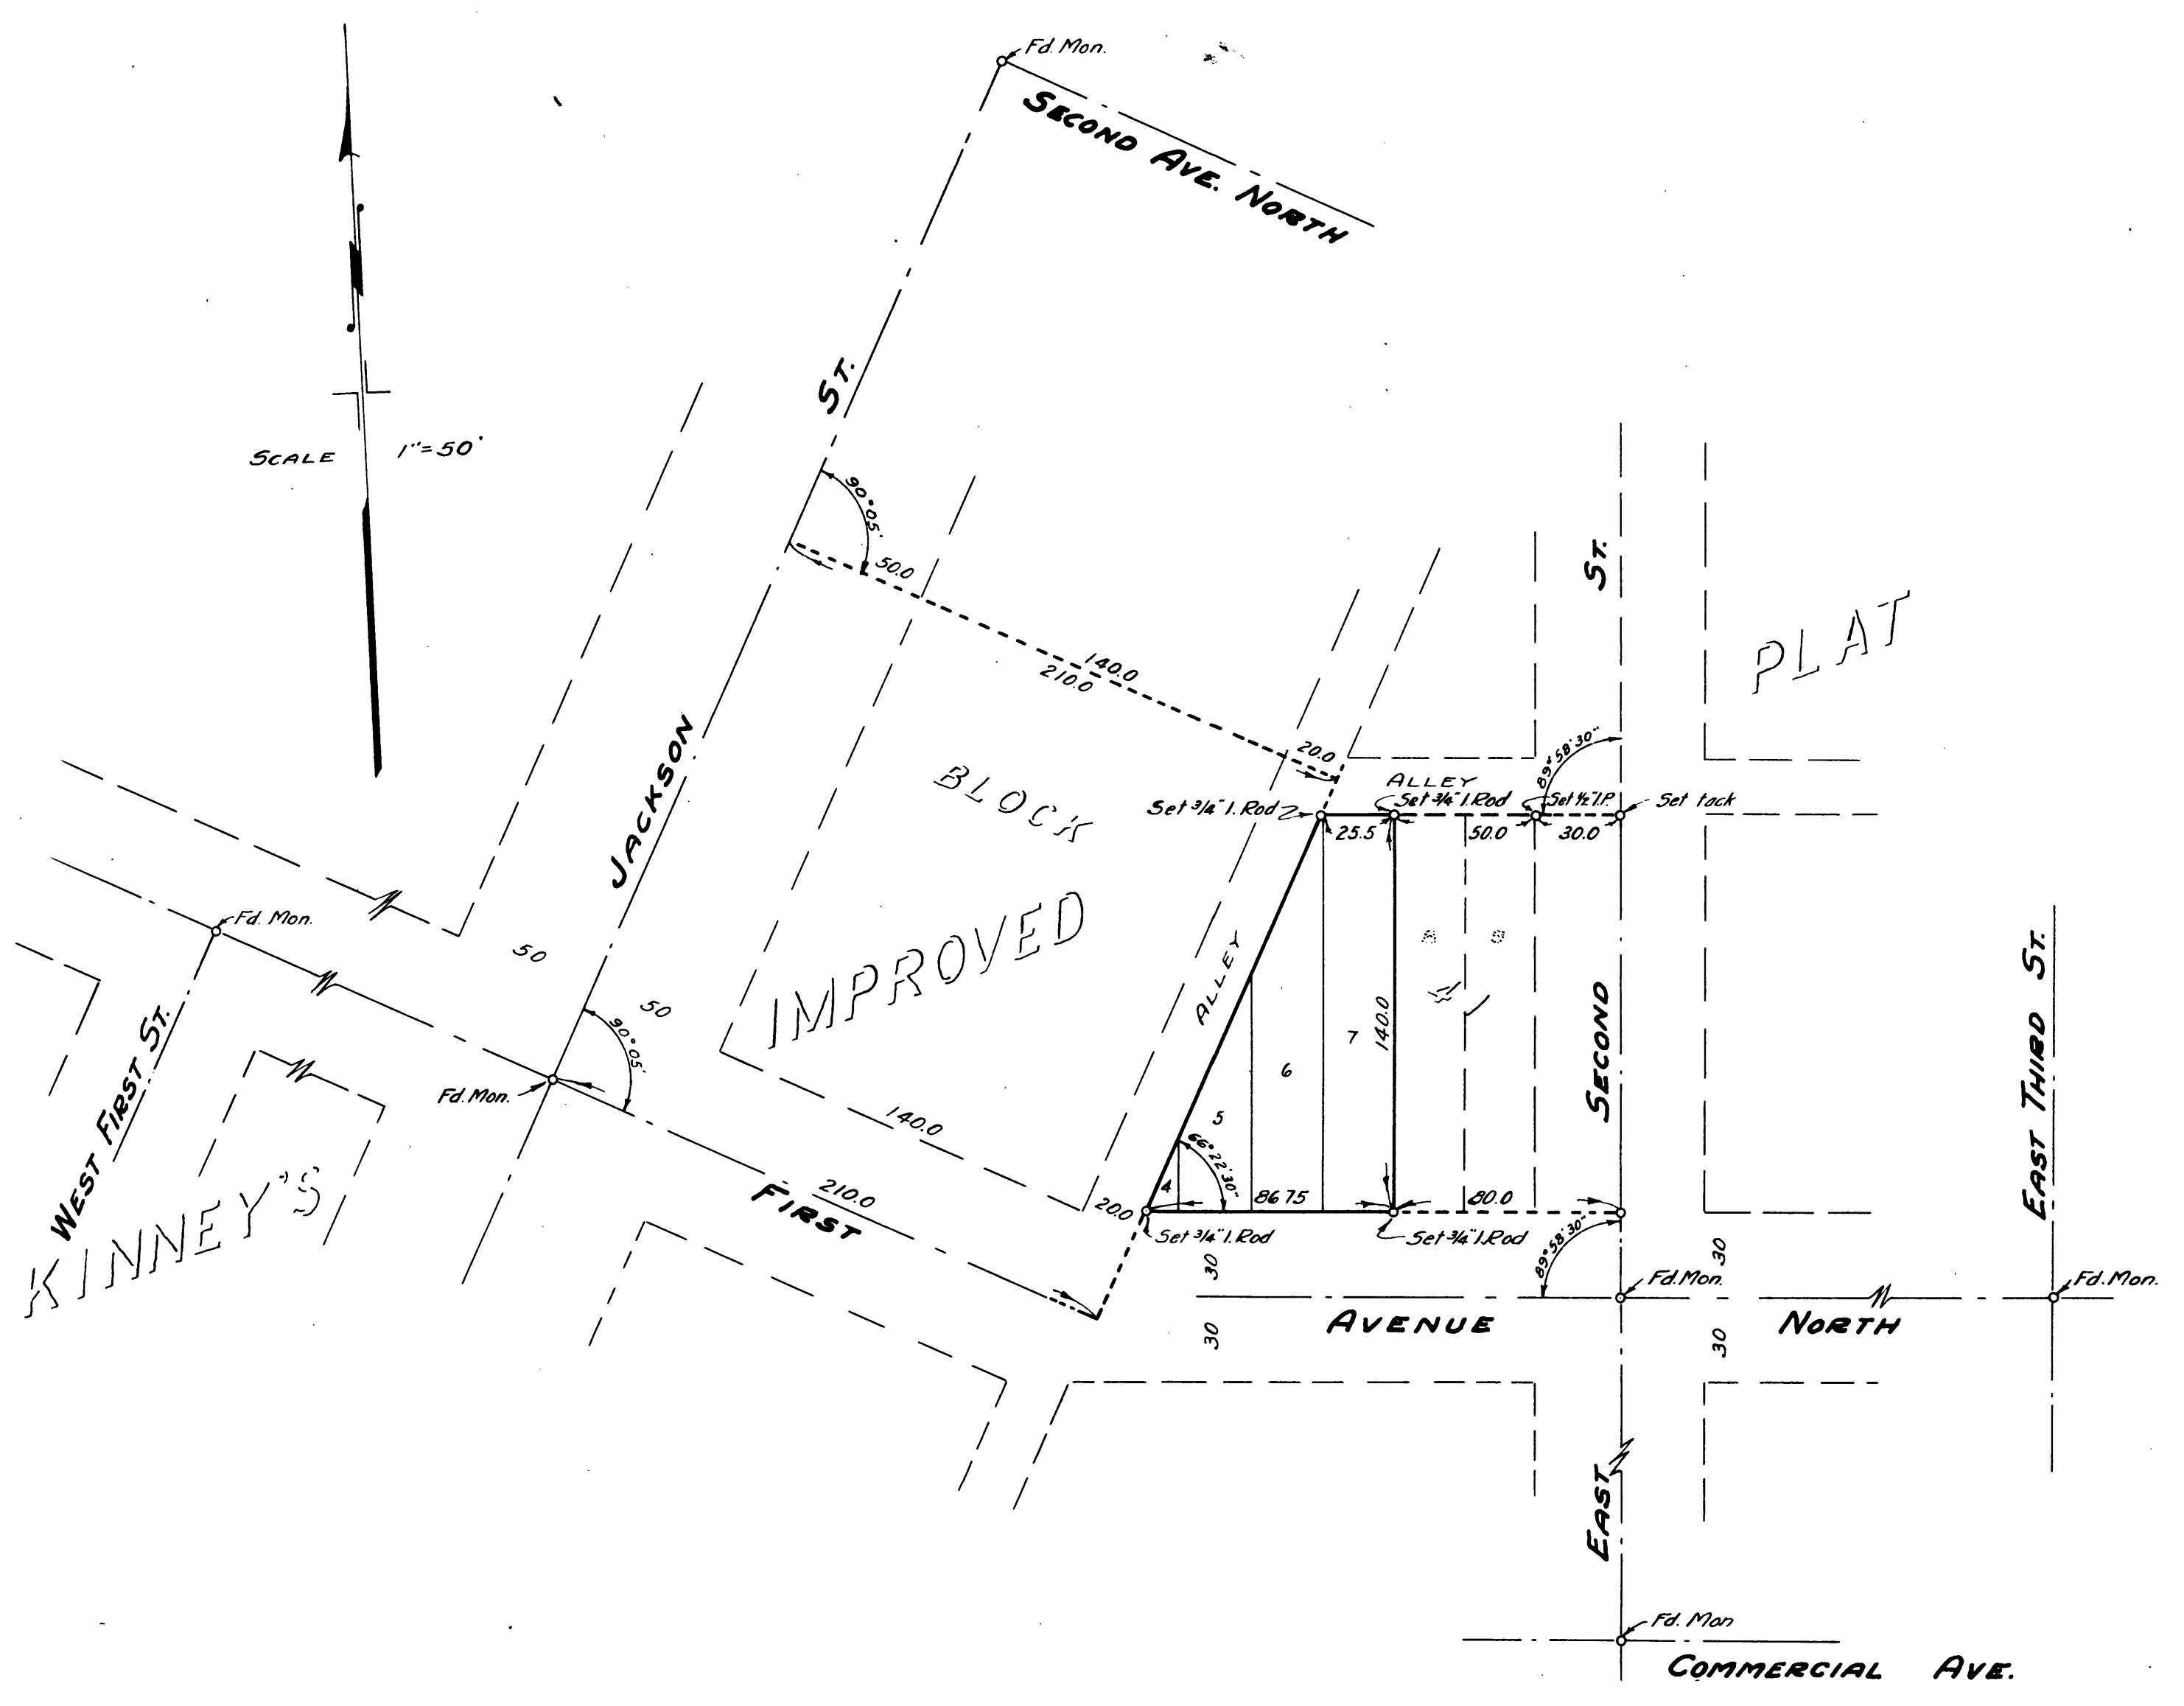 Fd. Mon.
SECOND AVE. NORTH
SCALE 1"=50'
JACKSON ST.
90°05'
50.0
140.0
210.0
20.0
BLOCK
IMPROVED
PLAT
KINNEY'S
ALLEY
89°58'30"
Set 3/4" I. Rod
Set 3/4" I. Rod
Set 1/2" I.P.
Set tack
25.5
50.0
30.0
Fd. Mon.
WEST FIRST ST.
50
50
90°05'
Fd. Mon.
140.0
210.0
FIRST
20.0
ALLEY
4
5
6
7
8
9
140.0
66°22'30"
86.75
80.0
Set 3/4" I. Rod
Set 3/4" I. Rod
89°58'30"
30
30
30
30
Fd. Mon.
Fd. Mon.
AVENUE NORTH
EAST SECOND ST.
EAST THIRD ST.
Fd. Mon
COMMERCIAL AVE.